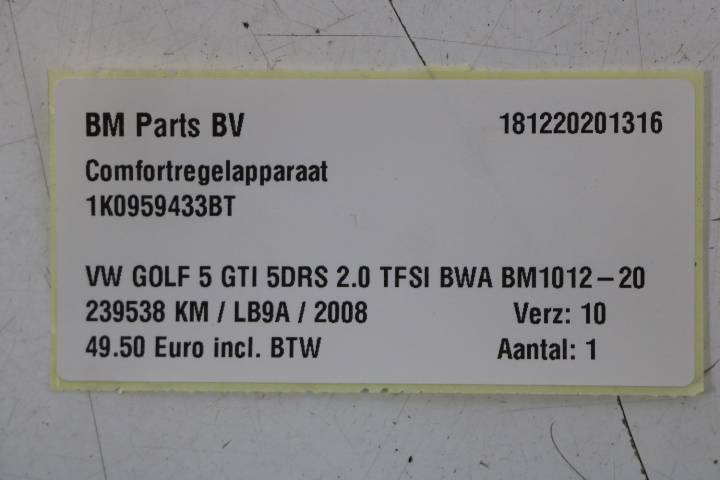 BM Parts BV 181220201316
Comfortregelapparaat
1K0959433BT
VW GOLF 5 GTI 5DRS 2.0 TFSI BWA BM1012-20
239538 KM / LB9A / 2008 Verz: 10
49.50 Euro incl. BTW Aantal: 1